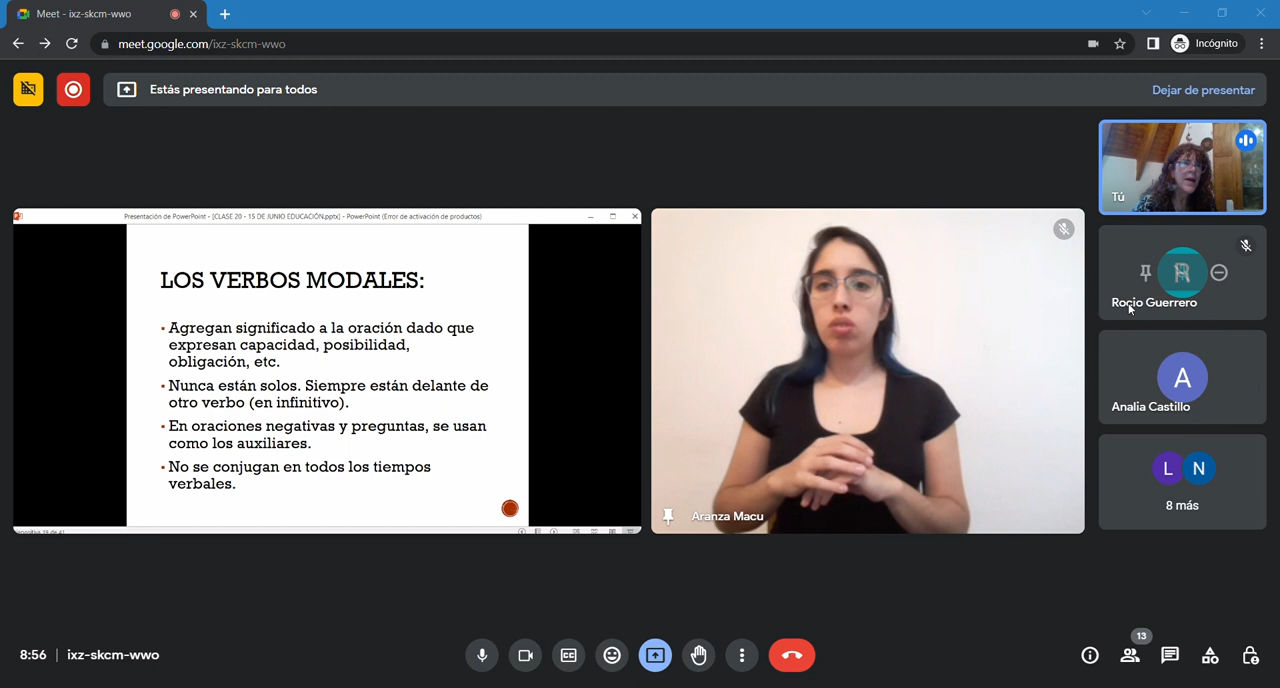 Meet - ixz-skcm-wwo
meet.google.com/ixz-skcm-wwo
Incógnito
Estás presentando para todos
Dejar de presentar
Tú
Presentación de PowerPoint - [CLASE 20 - 15 DE JUNIO EDUCACIÓN.pptx] - PowerPoint (Error de activación de productos)
LOS VERBOS MODALES:
• Agregan significado a la oración dado que
expresan capacidad, posibilidad,
obligación, etc.
• Nunca están solos. Siempre están delante de
otro verbo (en infinitivo).
• En oraciones negativas y preguntas, se usan
como los auxiliares.
• No se conjugan en todos los tiempos
verbales.
Aranza Macu
R
Rocio Guerrero
A
Analia Castillo
L N
8 más
8:56 | ixz-skcm-wwo
13